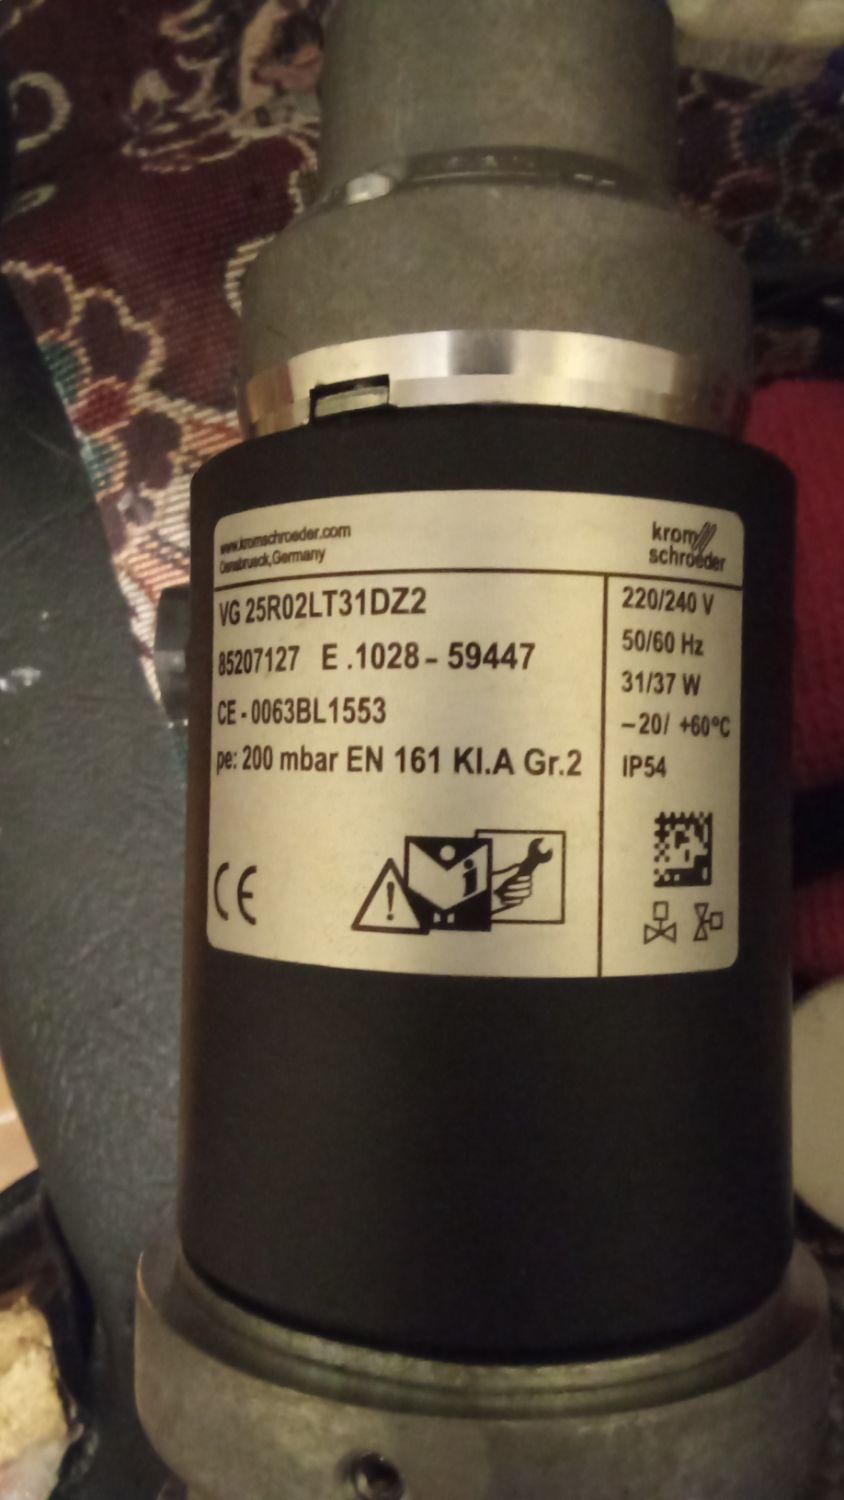 www.kromschroeder.com
Osnabrueck,Germany
krom
schroeder
VG 25R02LT31DZ2
85207127 E .1028 - 59447
CE - 0063BL1553
pe: 200 mbar EN 161 Kl.A Gr.2
220/240 V
50/60 Hz
31/37 W
–20/ +60°C
IP54
CE